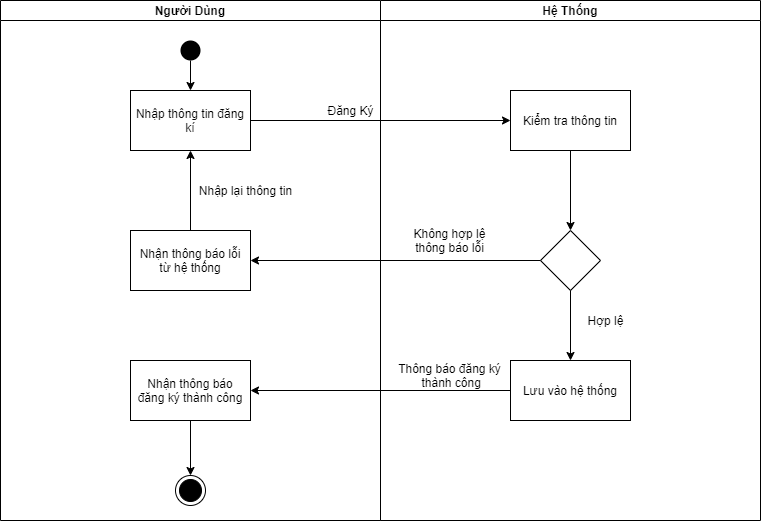 Người Dùng
Hệ Thống
Nhập thông tin đăng
kí
Đăng Ký
Kiểm tra thông tin
Nhập lại thông tin
Không hợp lệ
thông báo lỗi
Nhận thông báo lỗi
từ hệ thống
Hợp lệ
Thông báo đăng ký
thành công
Nhận thông báo
đăng ký thành công
Lưu vào hệ thống